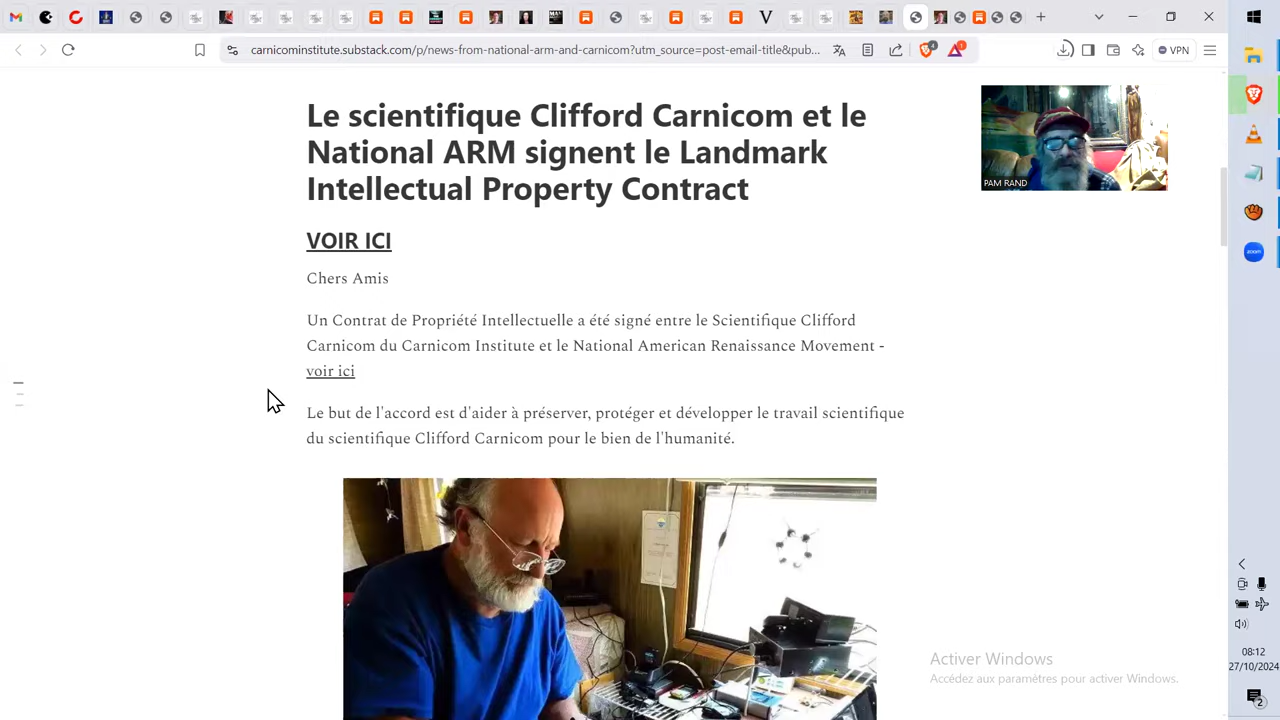 carnicominstitute.substack.com/p/news-from-national-arm-and-carnicom?utm_source=post-email-title&pub...
4
1
VPN
Le scientifique Clifford Carnicom et le
National ARM signent le Landmark
Intellectual Property Contract
PAM RAND
VOIR ICI
Chers Amis
Un Contrat de Propriété Intellectuelle a été signé entre le Scientifique Clifford
Carnicom du Carnicom Institute et le National American Renaissance Movement -
voir ici
Le but de l'accord est d'aider à préserver, protéger et développer le travail scientifique
du scientifique Clifford Carnicom pour le bien de l'humanité.
zoom
Activer Windows
Accédez aux paramètres pour activer Windows.
08:12
27/10/2024
2